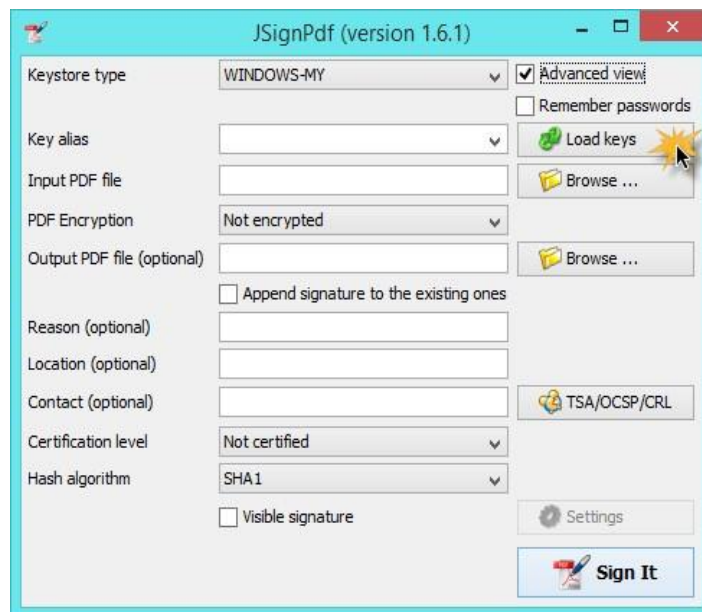 JSignPdf (version 1.6.1)
Keystore type WINDOWS-MY Advanced view
Remember passwords
Key alias Load keys
Input PDF file Browse ...
PDF Encryption Not encrypted
Output PDF file (optional) Browse ...
Append signature to the existing ones
Reason (optional)
Location (optional)
Contact (optional) TSA/OCSP/CRL
Certification level Not certified
Hash algorithm SHA1
Visible signature Settings
Sign It